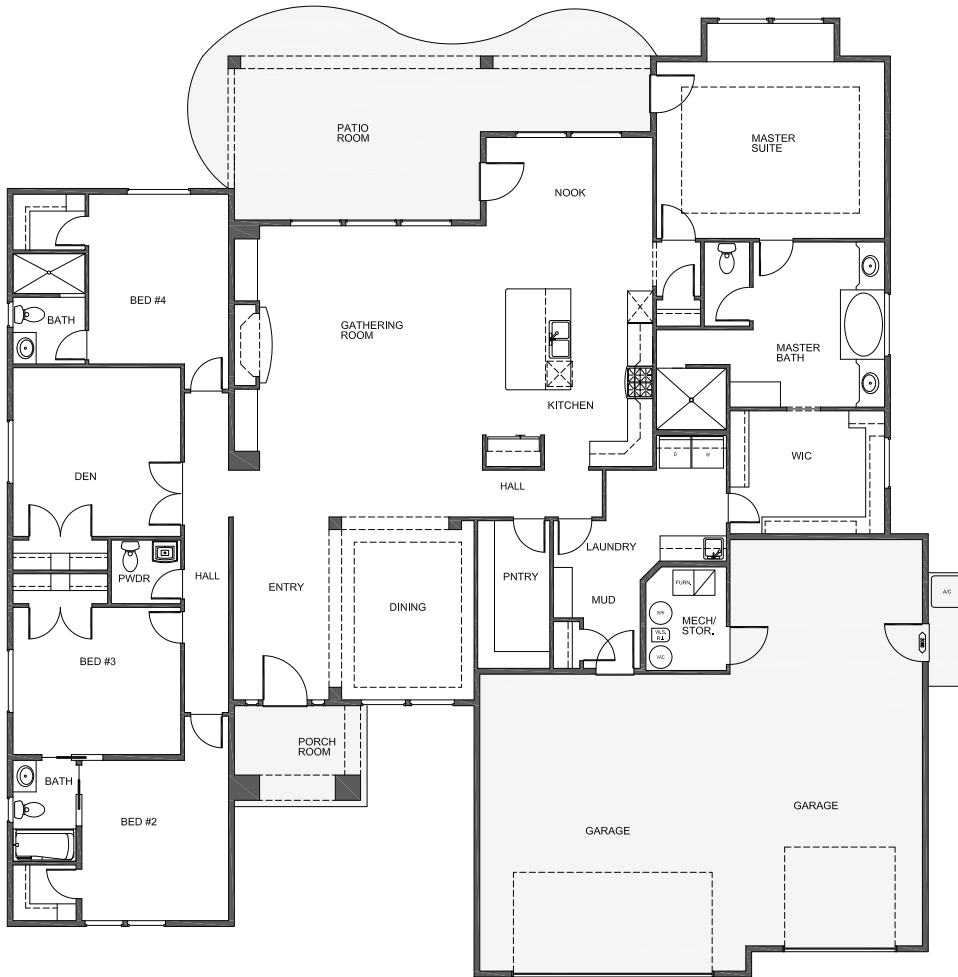 PATIO
ROOM
MASTER
SUITE
NOOK
BED #4
BATH
GATHERING
ROOM
MASTER
BATH
KITCHEN
WIC
DEN
HALL
D
W
LAUNDRY
PWDR
HALL
ENTRY
DINING
PNTRY
MUD
FURN.
W/H
MECH/
STOR.
VAC
A/C
BED #3
PORCH
ROOM
BATH
BED #2
GARAGE
GARAGE